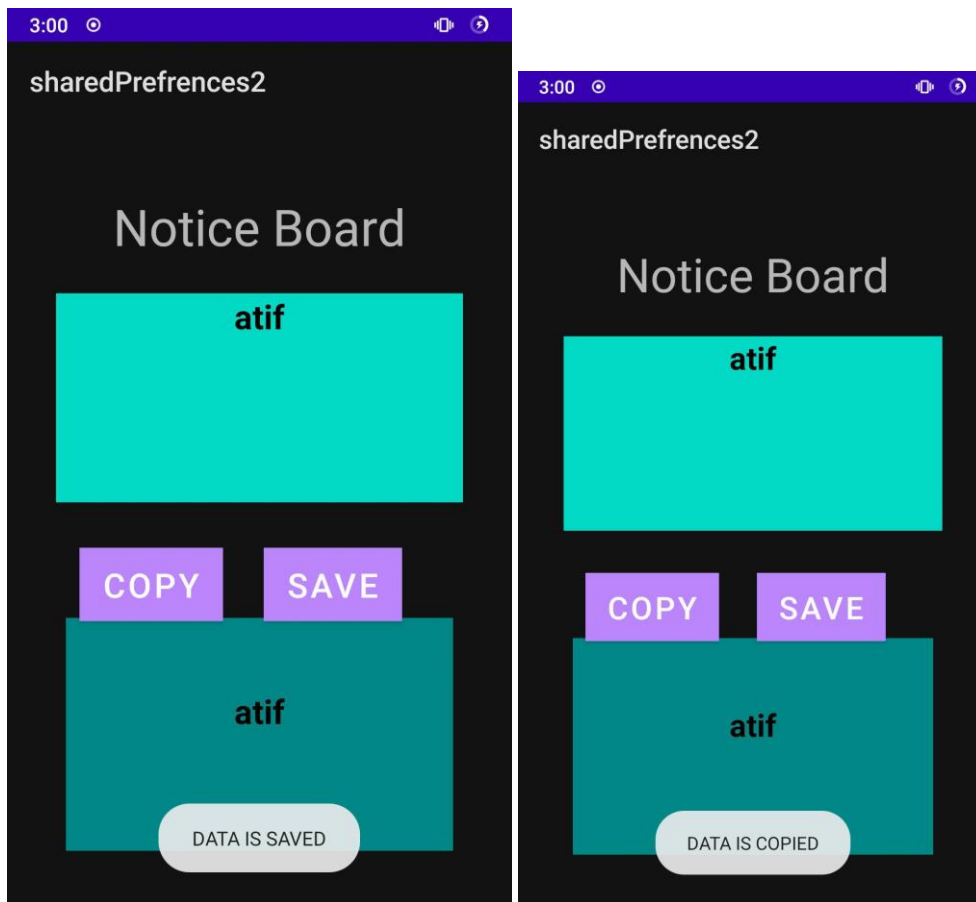 3:00
sharedPrefrences2
Notice Board
atif
COPY SAVE
atif
DATA IS SAVED
3:00
sharedPrefrences2
Notice Board
atif
COPY SAVE
atif
DATA IS COPIED